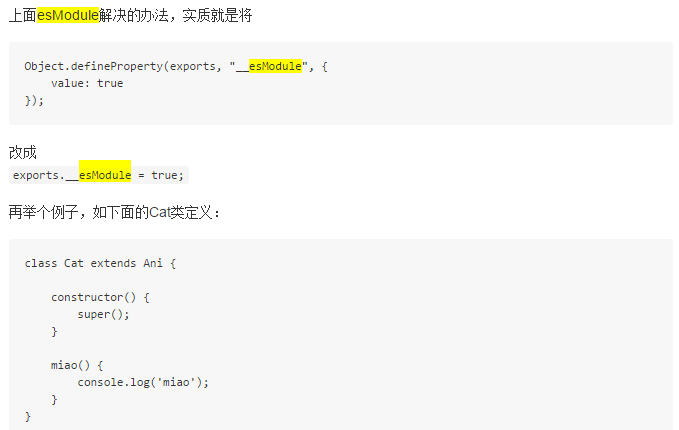 上面esModule解决的办法，实质就是将
Object.defineProperty(exports, "__esModule", {
    value: true
});
改成
exports.__esModule = true;
再举个例子，如下面的Cat类定义：
class Cat extends Ani {
    constructor() {
        super();
    }
    miao() {
        console.log('miao');
    }
}